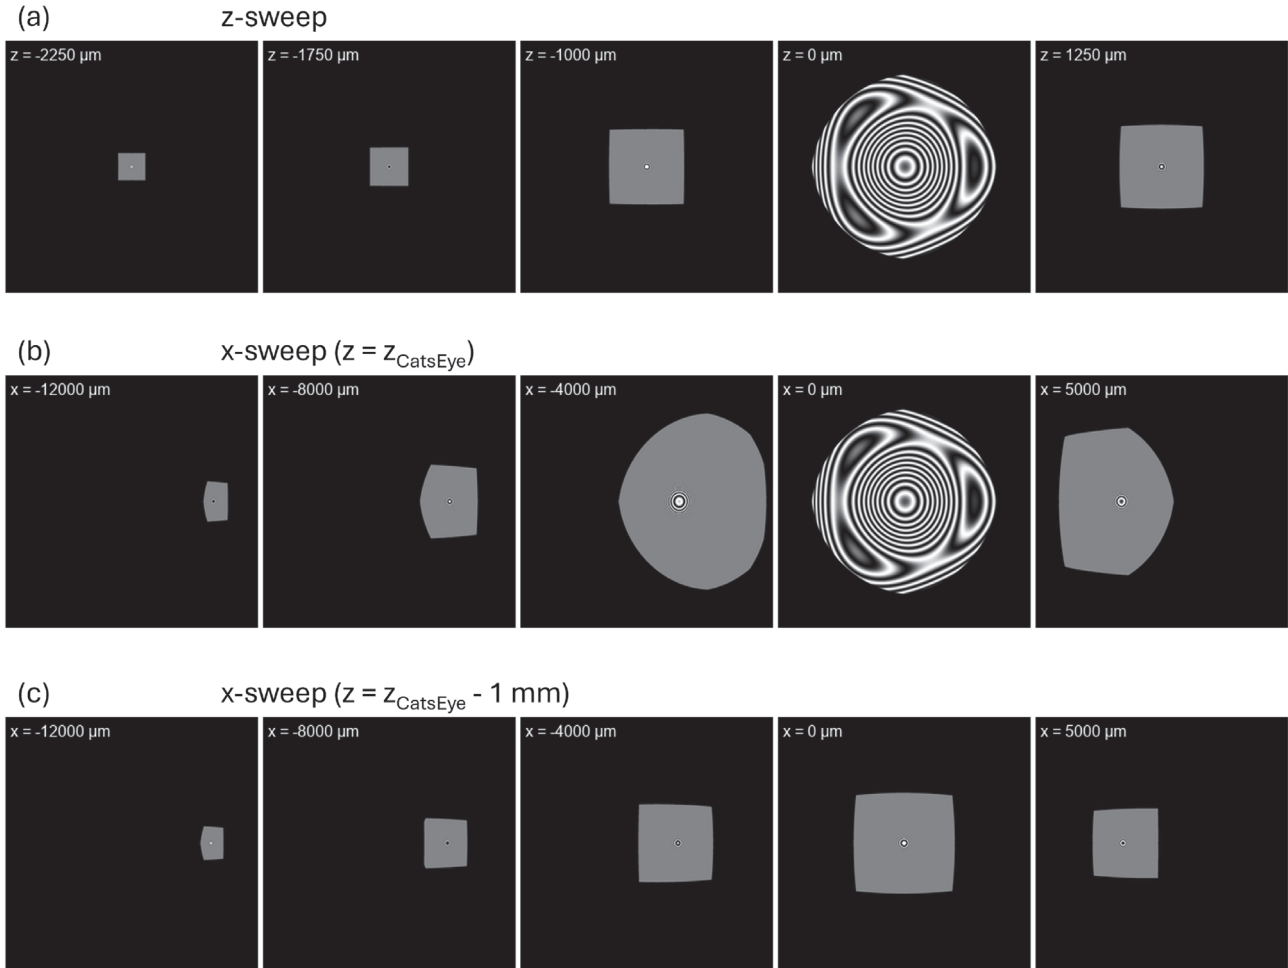 (a) z-sweep
z = -2250 µm z = -1750 µm z = -1000 µm z = 0 µm z = 1250 µm
(b) x-sweep (z = zCatsEye)
x = -12000 µm x = -8000 µm x = -4000 µm x = 0 µm x = 5000 µm
(c) x-sweep (z = zCatsEye - 1 mm)
x = -12000 µm x = -8000 µm x = -4000 µm x = 0 µm x = 5000 µm